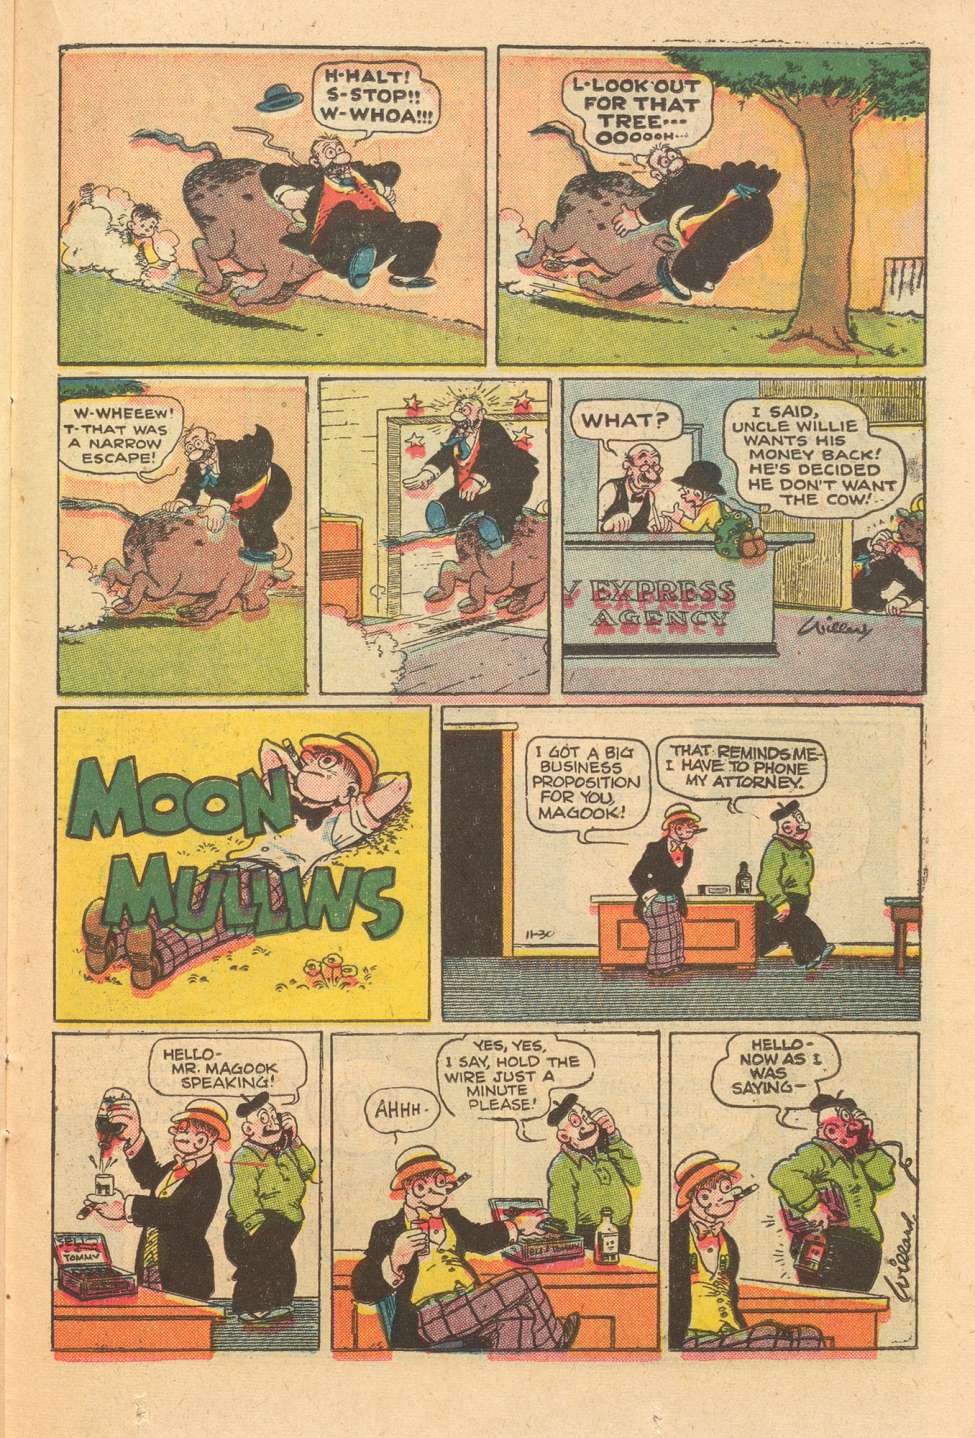 H-HALT!
S-STOP!!
W-WHOA!!!
L-LOOK OUT
FOR THAT
TREE---
OOOOOH--
W-WHEEEW!
T-THAT WAS
A NARROW
ESCAPE!
WHAT?
I SAID,
UNCLE WILLIE
WANTS HIS
MONEY BACK!
HE'S DECIDED
HE DON'T WANT
THE COW!--
Y EXPRESS
AGENCY
Willard
MOON
MULLINS
I GOT A BIG
BUSINESS
PROPOSITION
FOR YOU,
MAGOOK!
THAT REMINDS ME-
I HAVE TO PHONE
MY ATTORNEY.
11-30
HELLO-
MR. MAGOOK
SPEAKING!
TOMMY
AHHH-
YES, YES,
I SAY, HOLD THE
WIRE JUST A
MINUTE
PLEASE!
TOMMY
HELLO-
NOW AS I
WAS
SAYING-
Willard